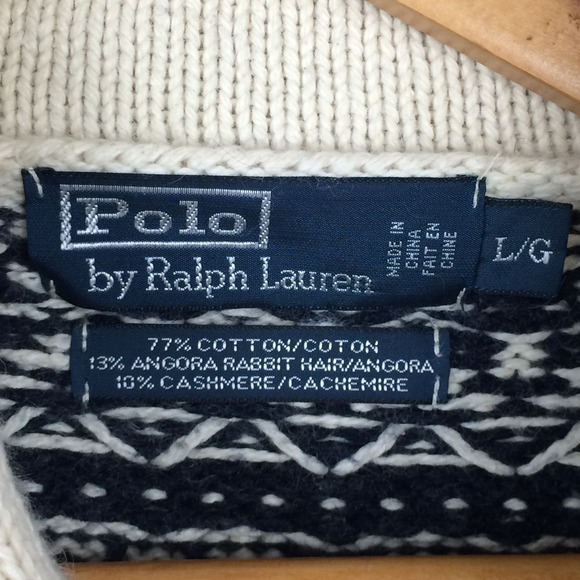 Polo
by Ralph Lauren
MADE IN
CHINA
FAIT EN
CHINE
L/G
77% COTTON/COTON
13% ANGORA RABBIT HAIR/ANGORA
10% CASHMERE/CACHEMIRE